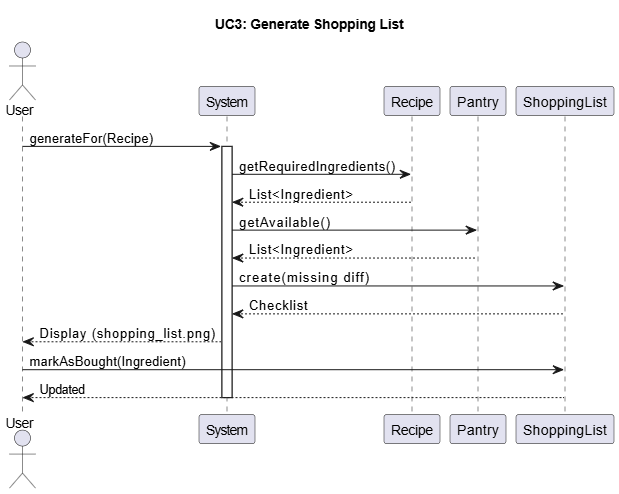 UC3: Generate Shopping List
User
System
Recipe
Pantry
ShoppingList
generateFor(Recipe)
getRequiredIngredients()
List<Ingredient>
getAvailable()
List<Ingredient>
create(missing diff)
Checklist
Display (shopping_list.png)
markAsBought(Ingredient)
Updated
User
System
Recipe
Pantry
ShoppingList